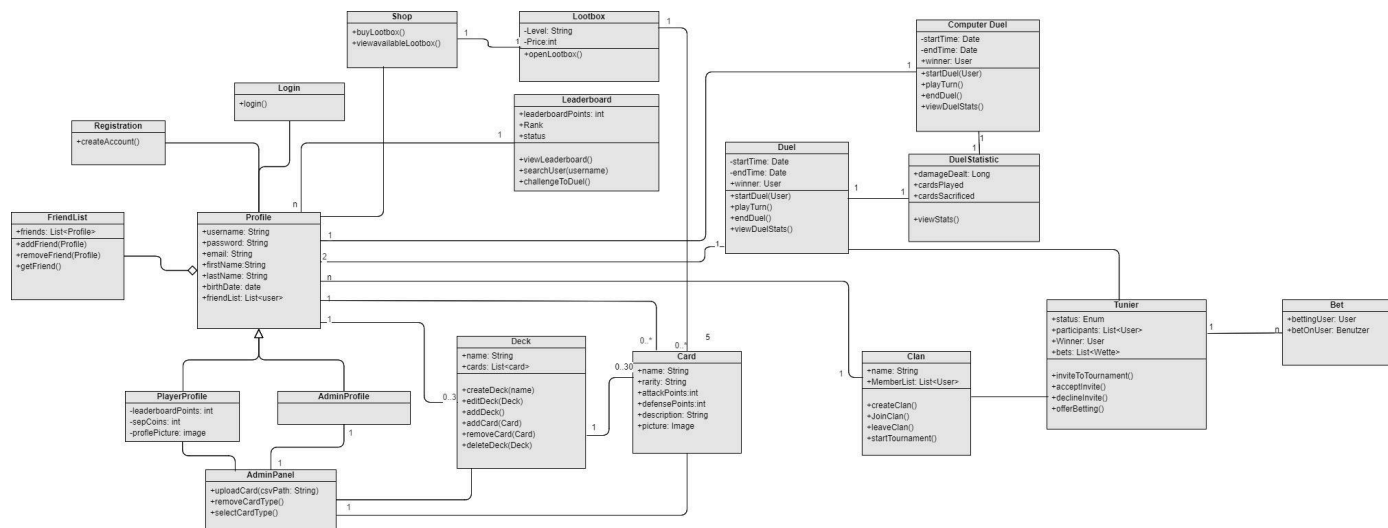 Shop
+buyLootbox()
+viewavailableLootbox()
1
1
Lootbox
-Level: String
-Price:int
+openLootbox()
1
Computer Duel
-startTime: Date
-endTime: Date
+winner: User
+startDuel(User)
+playTurn()
+endDuel()
+viewDuelStats()
1
1
1
Login
+login()
Registration
+createAccount()
Leaderboard
+leaderboardPoints: int
+Rank
+status
+viewLeaderboard()
+searchUser(username)
+challengeToDuel()
1
n
Duel
-startTime: Date
-endTime: Date
+winner: User
+startDuel(User)
+playTurn()
+endDuel()
+viewDuelStats()
1
1
1
DuelStatistic
+damageDealt: Long
+cardsPlayed
+cardsSacrificed
+viewStats()
FriendList
+friends: List<Profile>
+addFriend(Profile)
+removeFriend(Profile)
+getFriend()
Profile
+username: String
+password: String
+email: String
+firstName:String
+lastName: String
+birthDate: date
+friendList: List<user>
1
2
n
1
1
Tunier
+status: Enum
+participants: List<User>
+Winner: User
+bets: List<Wette>
+inviteToTournament()
+acceptInvite()
+declineInvite()
+offerBetting()
1
n
Bet
+bettingUser: User
+betOnUser: Benutzer
Deck
+name: String
+cards: List<card>
+createDeck(name)
+editDeck(Deck)
+addDeck()
+addCard(Card)
+removeCard(Card)
+deleteDeck(Deck)
0..3
1
0..*
0..*
5
0..30
Card
+name: String
+rarity: String
+attackPoints:int
+defensePoints:int
+description: String
+picture: Image
1
Clan
+name: String
+MemberList: List<User>
+createClan()
+JoinClan()
+leaveClan()
+startTournament()
PlayerProfile
-leaderboardPoints: int
-sepCoins: int
-proflePicture: image
AdminProfile
1
1
AdminPanel
+uploadCard(csvPath: String)
+removeCardType()
+selectCardType()
1
1